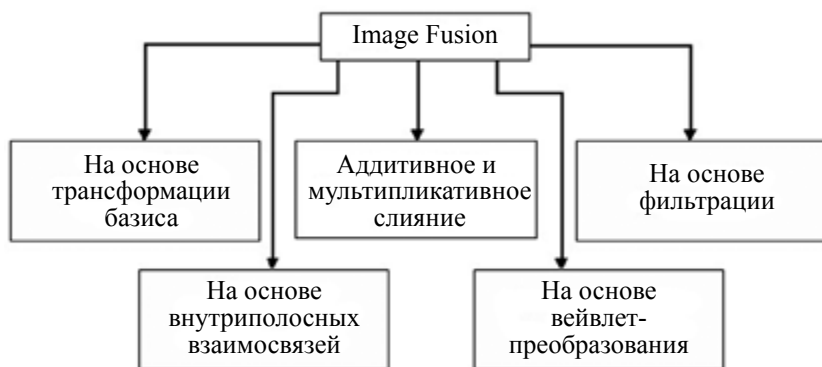 Image Fusion
На основе
трансформации
базиса
Аддитивное и
мультипликативное
слияние
На основе
фильтрации
На основе
внутриполосных
взаимосвязей
На основе
вейвлет-
преобразования